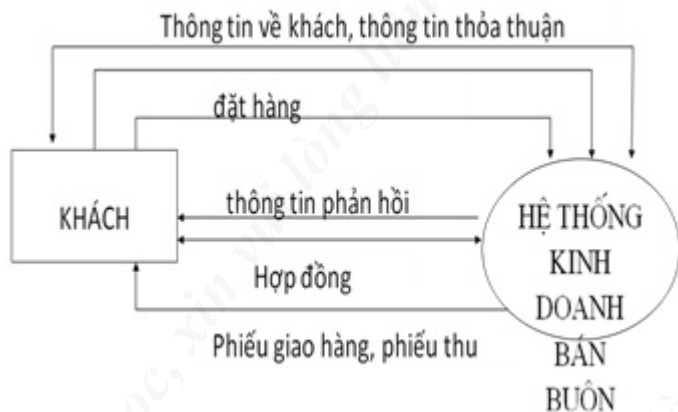 Thông tin về khách, thông tin thỏa thuận
đặt hàng
KHÁCH
thông tin phản hồi
HỆ THỐNG
KINH
DOANH
BÁN
BUÔN
Hợp đồng
Phiếu giao hàng, phiếu thu